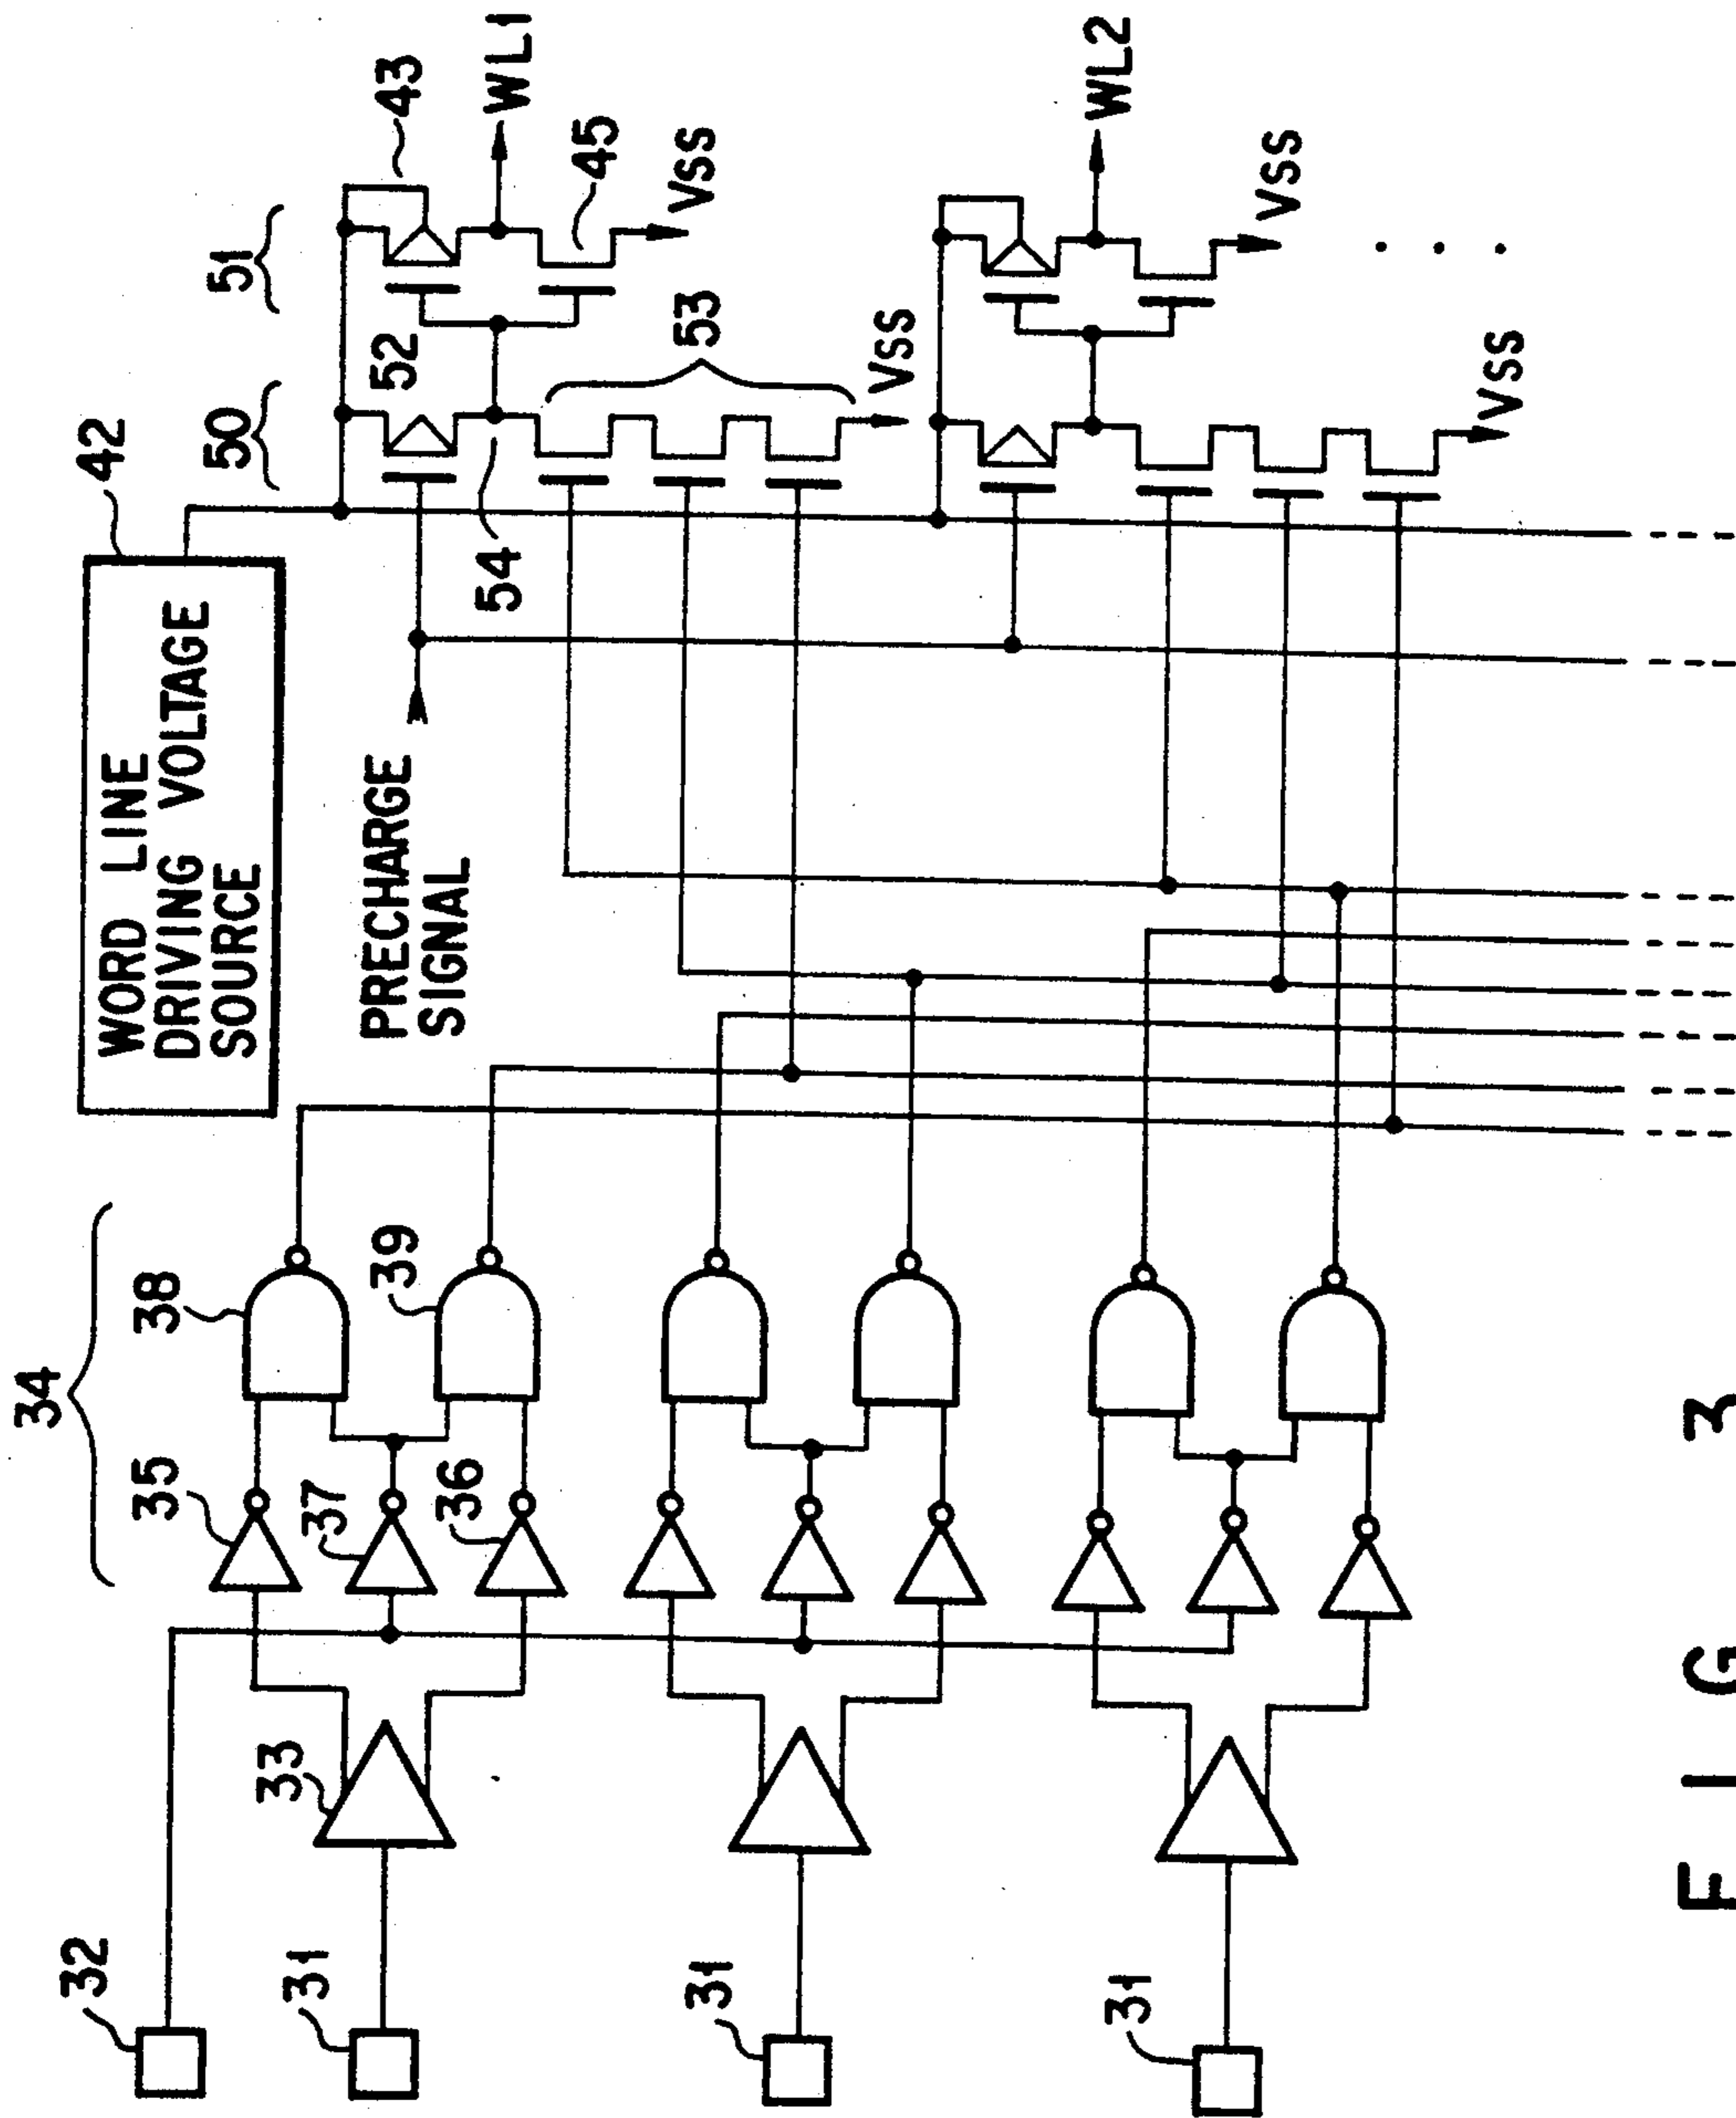 32
31
31
31
33
34
35
37
36
38
39
WORD LINE
DRIVING VOLTAGE
SOURCE
42
PRECHARGE
SIGNAL
50
51
52
54
53
43
45
WL1
VSS
VSS
WL2
VSS
VSS
FIG 3